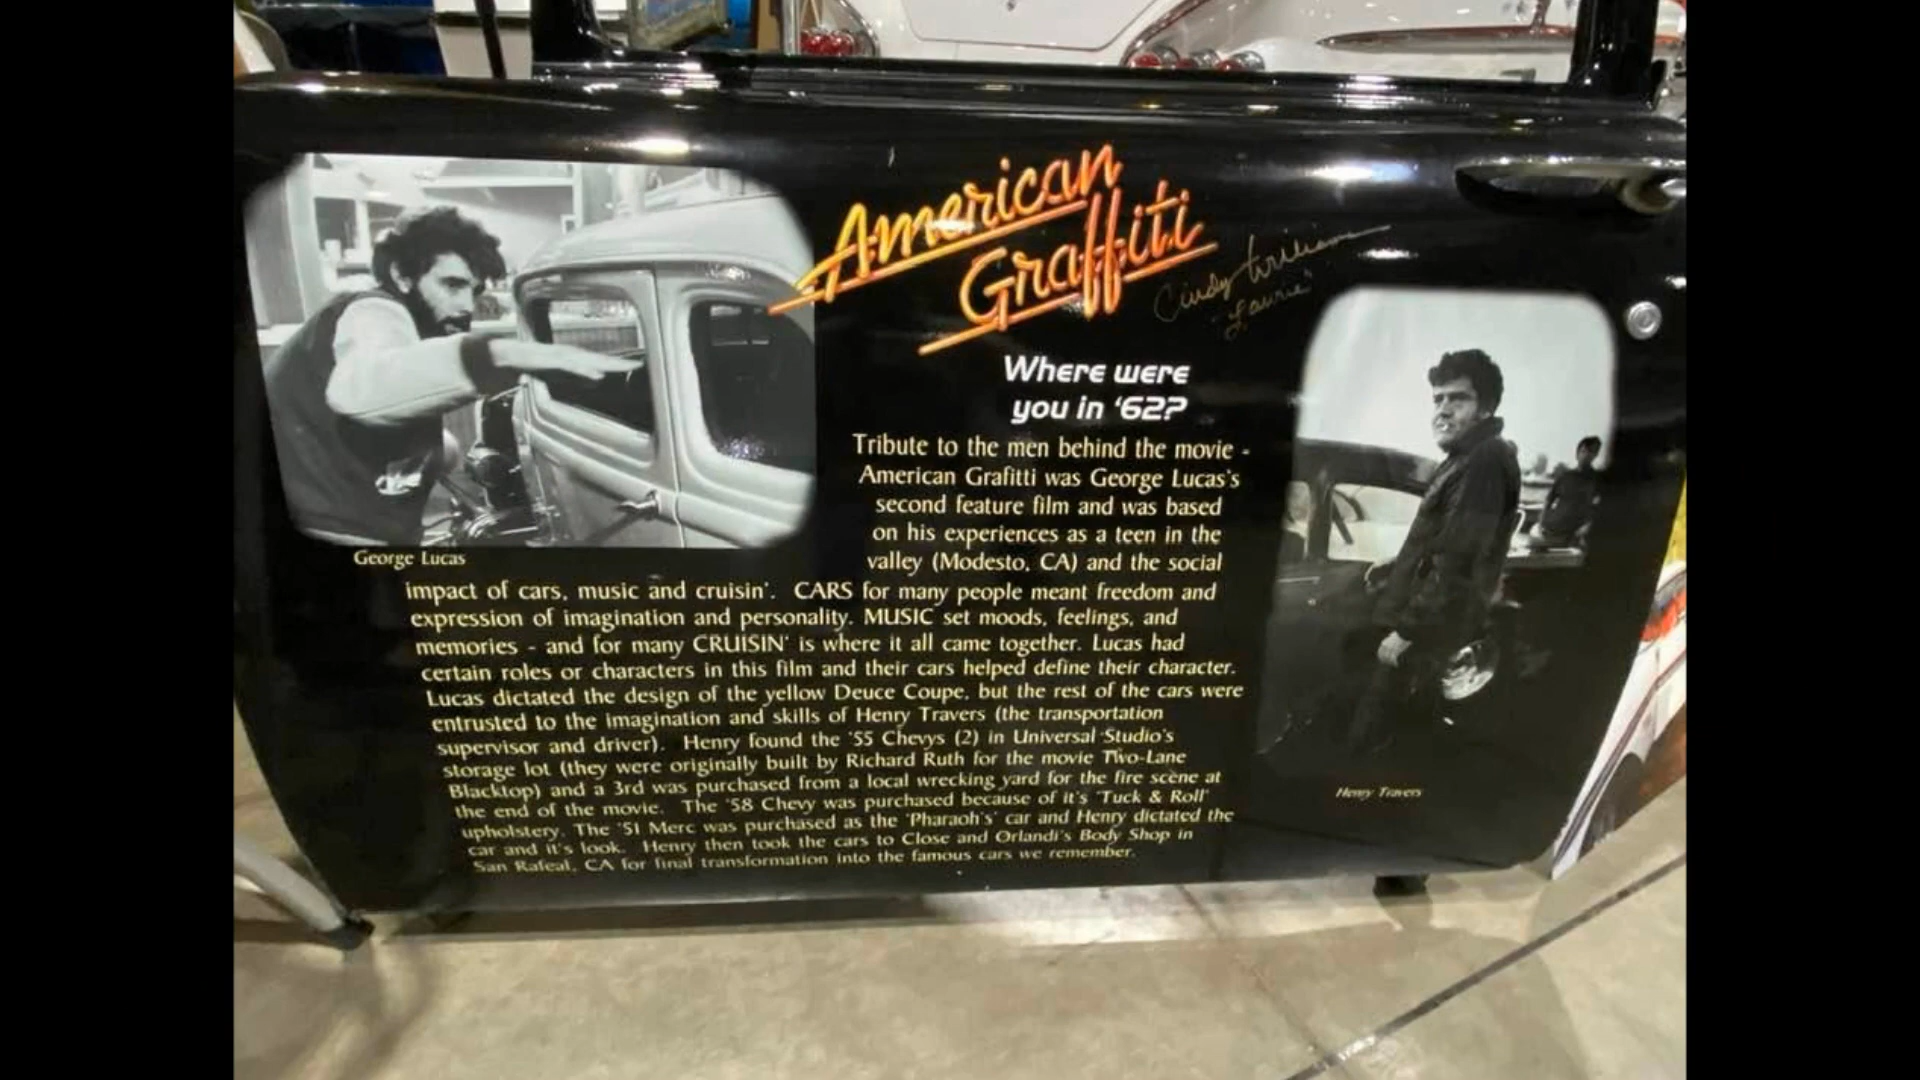 American
Graffiti
Cindy Williams
"Laurie"
Where were
you in '62?
Tribute to the men behind the movie -
American Grafitti was George Lucas's
second feature film and was based
on his experiences as a teen in the
valley (Modesto, CA) and the social
George Lucas
impact of cars, music and cruisin'. CARS for many people meant freedom and
expression of imagination and personality. MUSIC set moods, feelings, and
memories - and for many CRUISIN' is where it all came together. Lucas had
certain roles or characters in this film and their cars helped define their character.
Lucas dictated the design of the yellow Deuce Coupe, but the rest of the cars were
entrusted to the imagination and skills of Henry Travers (the transportation
supervisor and driver). Henry found the '55 Chevys (2) in Universal Studio's
storage lot (they were originally built by Richard Ruth for the movie Two-Lane
Blacktop) and a 3rd was purchased from a local wrecking yard for the fire scene at
the end of the movie. The '58 Chevy was purchased because of it's 'Tuck & Roll'
upholstery. The '51 Merc was purchased as the 'Pharaoh's' car and Henry dictated the
car and it's look. Henry then took the cars to Close and Orlandi's Body Shop in
San Rafeal, CA for final transformation into the famous cars we remember.
Henry Travers